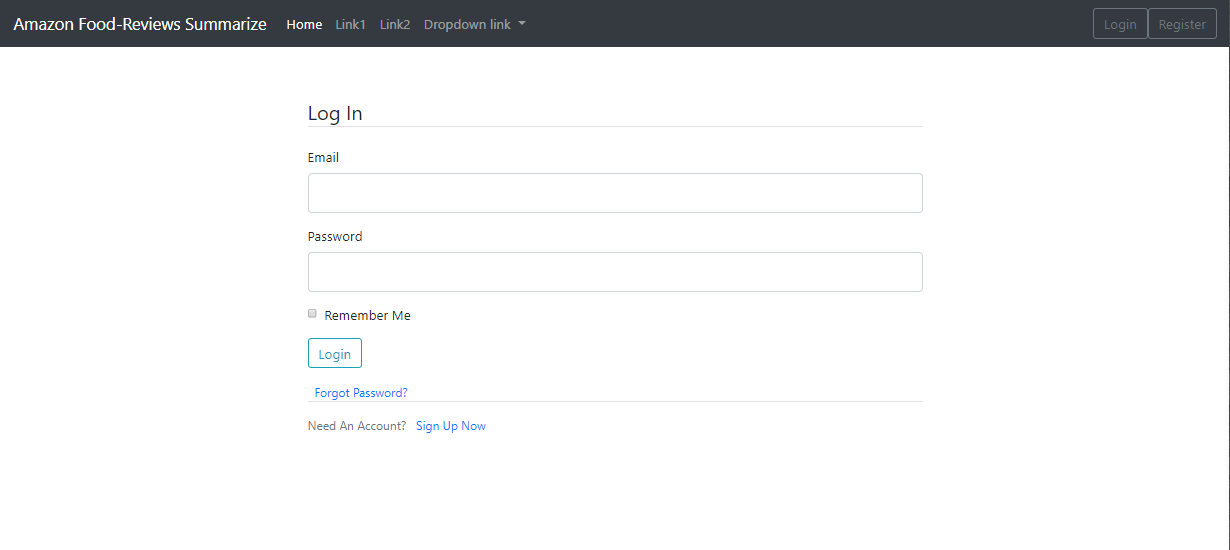 Amazon Food-Reviews Summarize Home Link1 Link2 Dropdown link Login Register
Log In
Email
Password
Remember Me
Login
Forgot Password?
Need An Account? Sign Up Now